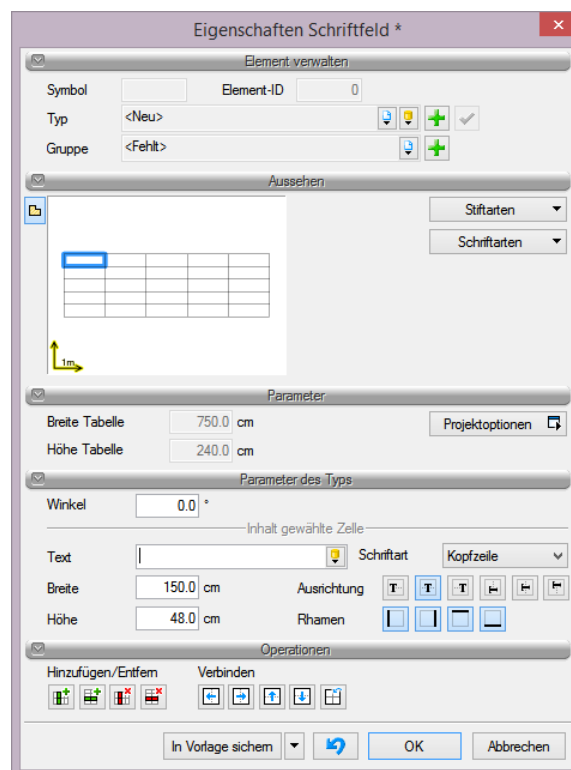 Eigenschaften Schriftfeld *
Element verwalten
Symbol Element-ID 0
Typ <Neu>
Gruppe <Fehlt>
Aussehen
Stiftarten
Schriftarten
1m
Parameter
Breite Tabelle 750.0 cm Projektoptionen
Höhe Tabelle 240.0 cm
Parameter des Typs
Winkel 0.0 °
Inhalt gewählte Zelle
Text Schriftart Kopfzeile
Breite 150.0 cm Ausrichtung T T T
Höhe 48.0 cm Rhamen
Operationen
Hinzufügen/Entfern Verbinden
In Vorlage sichern OK Abbrechen